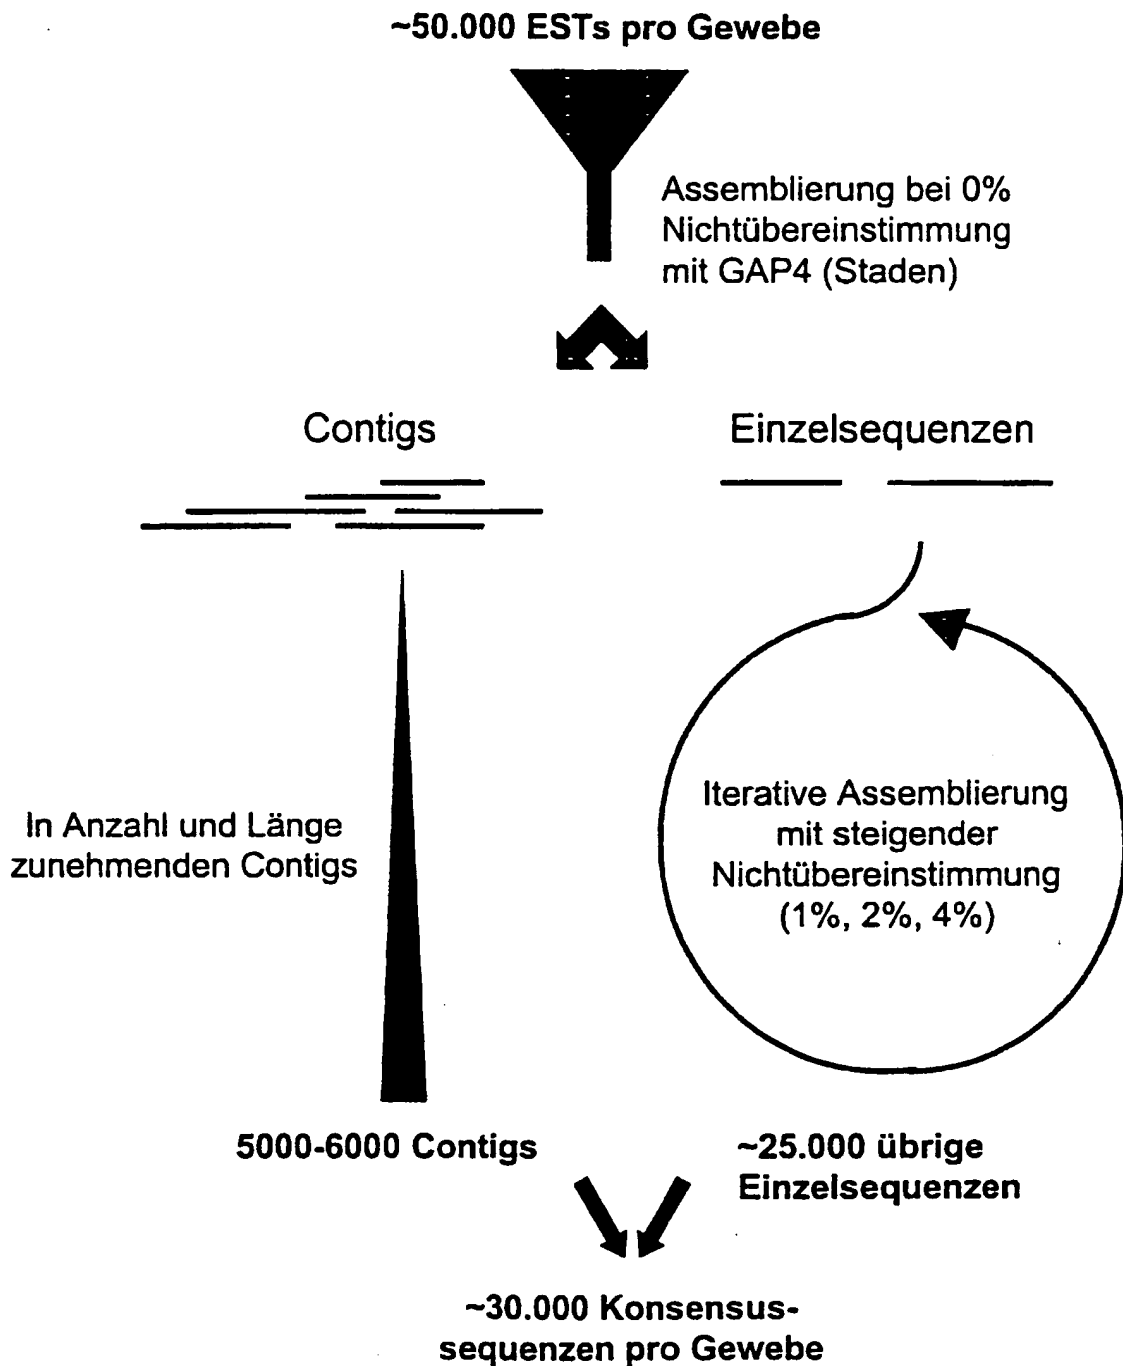 ~50.000 ESTs pro Gewebe
Assemblierung bei 0%
Nichtübereinstimmung
mit GAP4 (Staden)
Contigs
Einzelsequenzen
In Anzahl und Länge
zunehmenden Contigs
Iterative Assemblierung
mit steigender
Nichtübereinstimmung
(1%, 2%, 4%)
5000-6000 Contigs
~25.000 übrige
Einzelsequenzen
~30.000 Konsensus-
sequenzen pro Gewebe